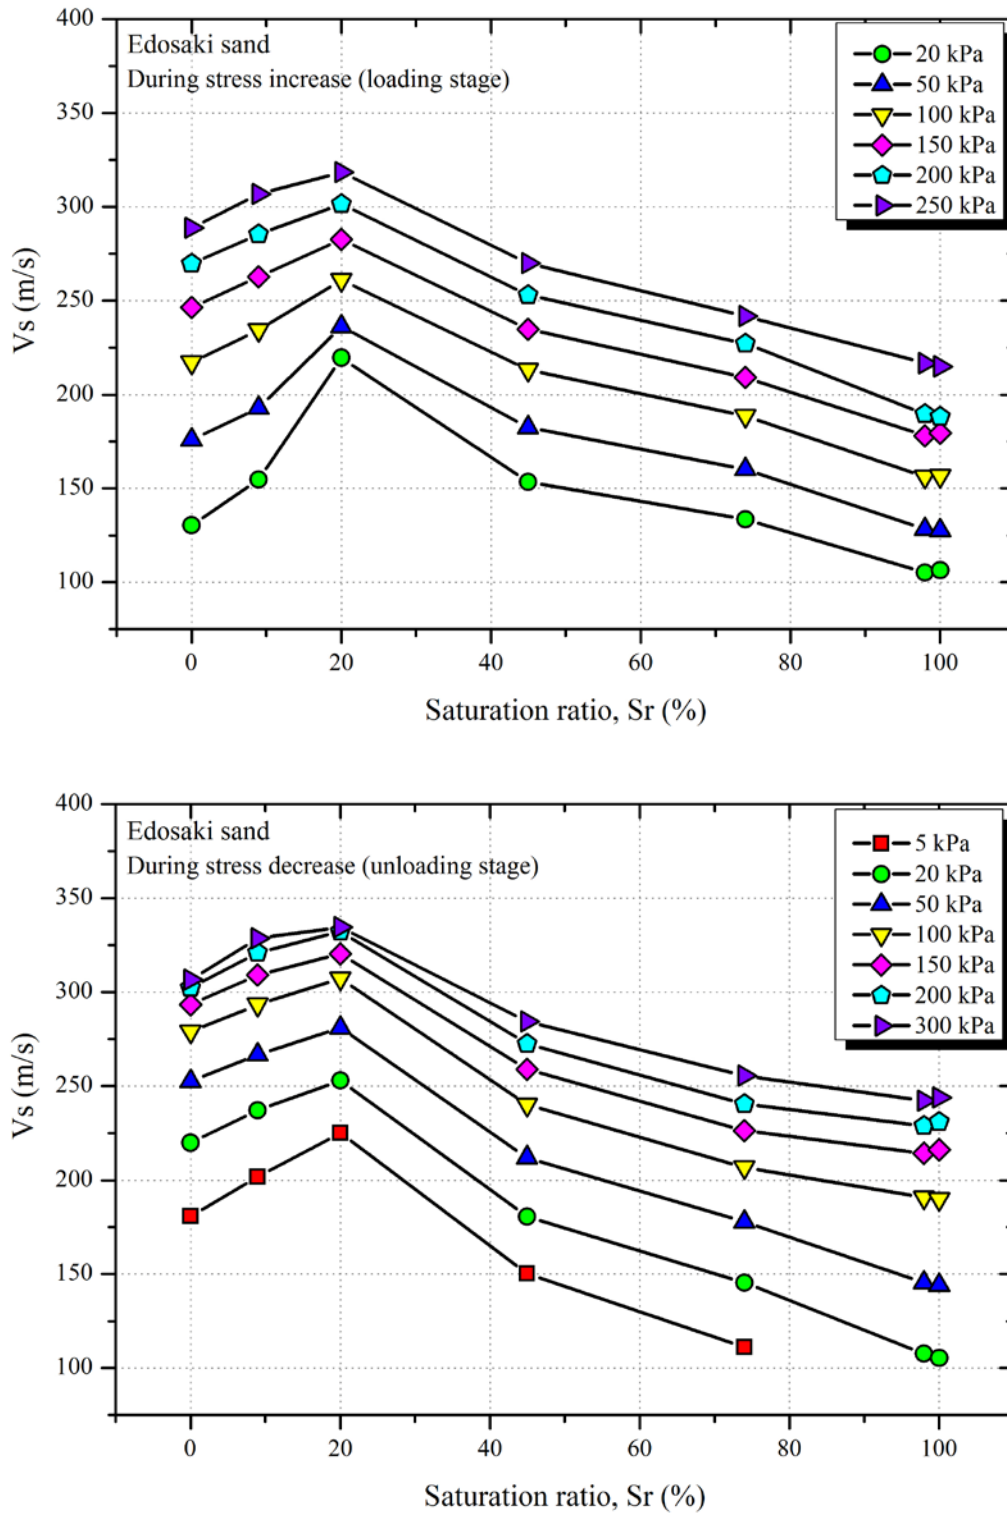 400
350
300
250
200
150
100
Vs (m/s)
Edosaki sand
During stress increase (loading stage)
20 kPa
50 kPa
100 kPa
150 kPa
200 kPa
250 kPa
0
20
40
60
80
100
Saturation ratio, Sr (%)
400
350
300
250
200
150
100
Vs (m/s)
Edosaki sand
During stress decrease (unloading stage)
5 kPa
20 kPa
50 kPa
100 kPa
150 kPa
200 kPa
300 kPa
0
20
40
60
80
100
Saturation ratio, Sr (%)